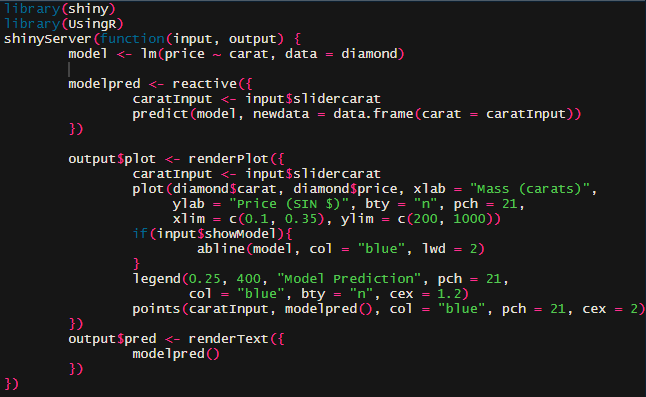 library(shiny)
library(UsingR)
shinyServer(function(input, output) {
        model <- lm(price ~ carat, data = diamond)

        modelpred <- reactive({
                caratInput <- input$slidercarat
                predict(model, newdata = data.frame(carat = caratInput))
        })

        output$plot <- renderPlot({
                caratInput <- input$slidercarat
                plot(diamond$carat, diamond$price, xlab = "Mass (carats)",
                     ylab = "Price (SIN $)", bty = "n", pch = 21,
                     xlim = c(0.1, 0.35), ylim = c(200, 1000))
                if(input$showModel){
                        abline(model, col = "blue", lwd = 2)
                }
                legend(0.25, 400, "Model Prediction", pch = 21,
                       col = "blue", bty = "n", cex = 1.2)
                points(caratInput, modelpred(), col = "blue", pch = 21, cex = 2)
        })
        output$pred <- renderText({
                modelpred()
        })
})